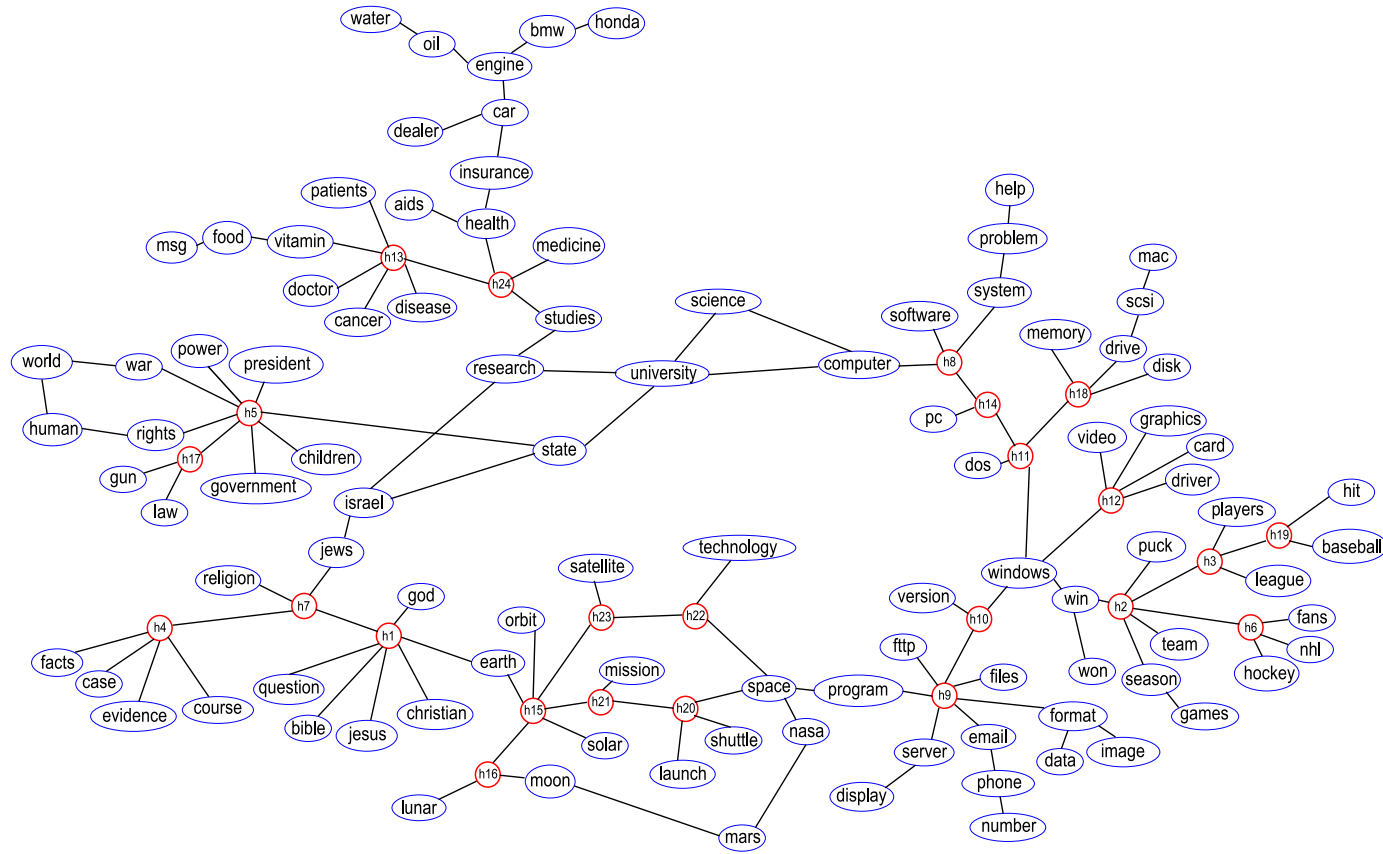 water
oil
bmw
honda
engine
car
dealer
insurance
patients
aids
health
msg
food
vitamin
h13
medicine
h24
doctor
cancer
disease
studies
science
research
university
computer
help
problem
system
software
h8
mac
scsi
memory
drive
h18
disk
h14
pc
h11
dos
world
war
power
president
h5
human
rights
h17
children
gun
government
law
state
israel
jews
video
graphics
card
h12
driver
hit
players
h19
baseball
puck
h3
league
windows
win
h2
h6
fans
nhl
hockey
team
won
season
games
religion
h7
god
h4
h1
facts
case
evidence
course
question
bible
jesus
christian
earth
orbit
satellite
technology
h23
h22
mission
h21
h15
h20
space
program
solar
shuttle
nasa
launch
h16
lunar
moon
mars
version
h10
fttp
h9
files
format
email
server
data
image
display
phone
number